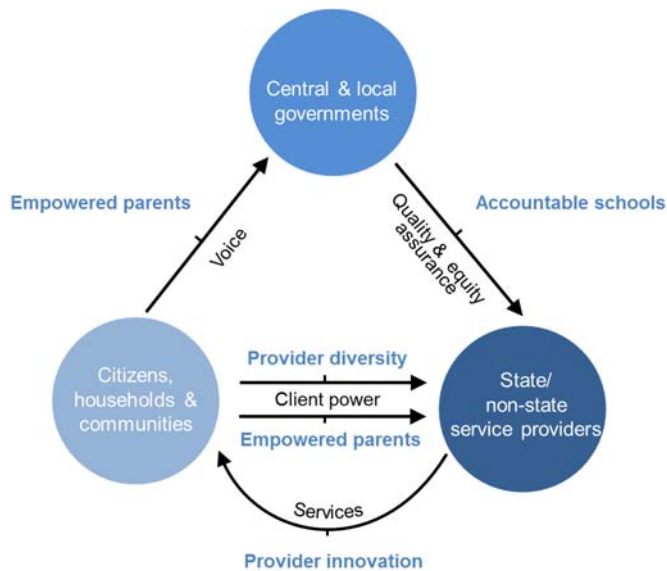 Central & local
governments
Empowered parents
Voice
Accountable schools
Quality & equity
assurance
Citizens,
households &
communities
Provider diversity
Client power
Empowered parents
State/
non-state
service providers
Services
Provider innovation